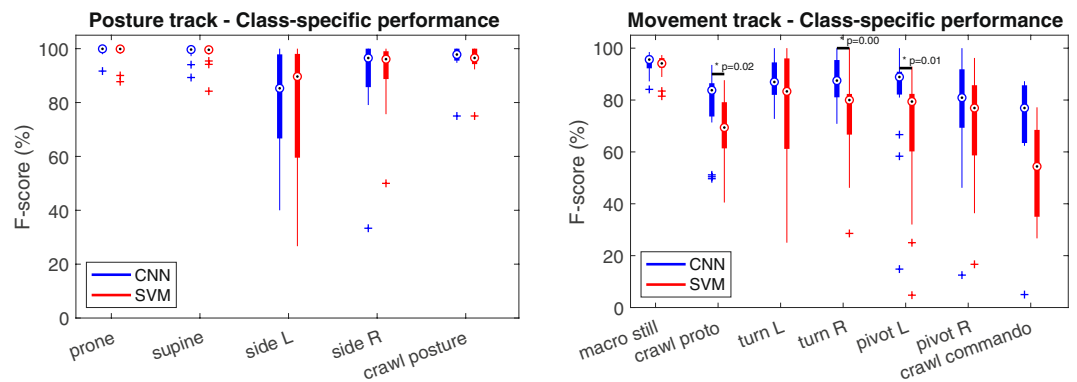 Posture track - Class-specific performance
100
80
60
40
20
0
F-score (%)
CNN
SVM
prone
supine
side L
side R
crawl posture
Movement track - Class-specific performance
100
80
60
40
20
0
F-score (%)
* p=0.02
* p=0.00
* p=0.01
CNN
SVM
macro still
crawl proto
turn L
turn R
pivot L
pivot R
crawl commando